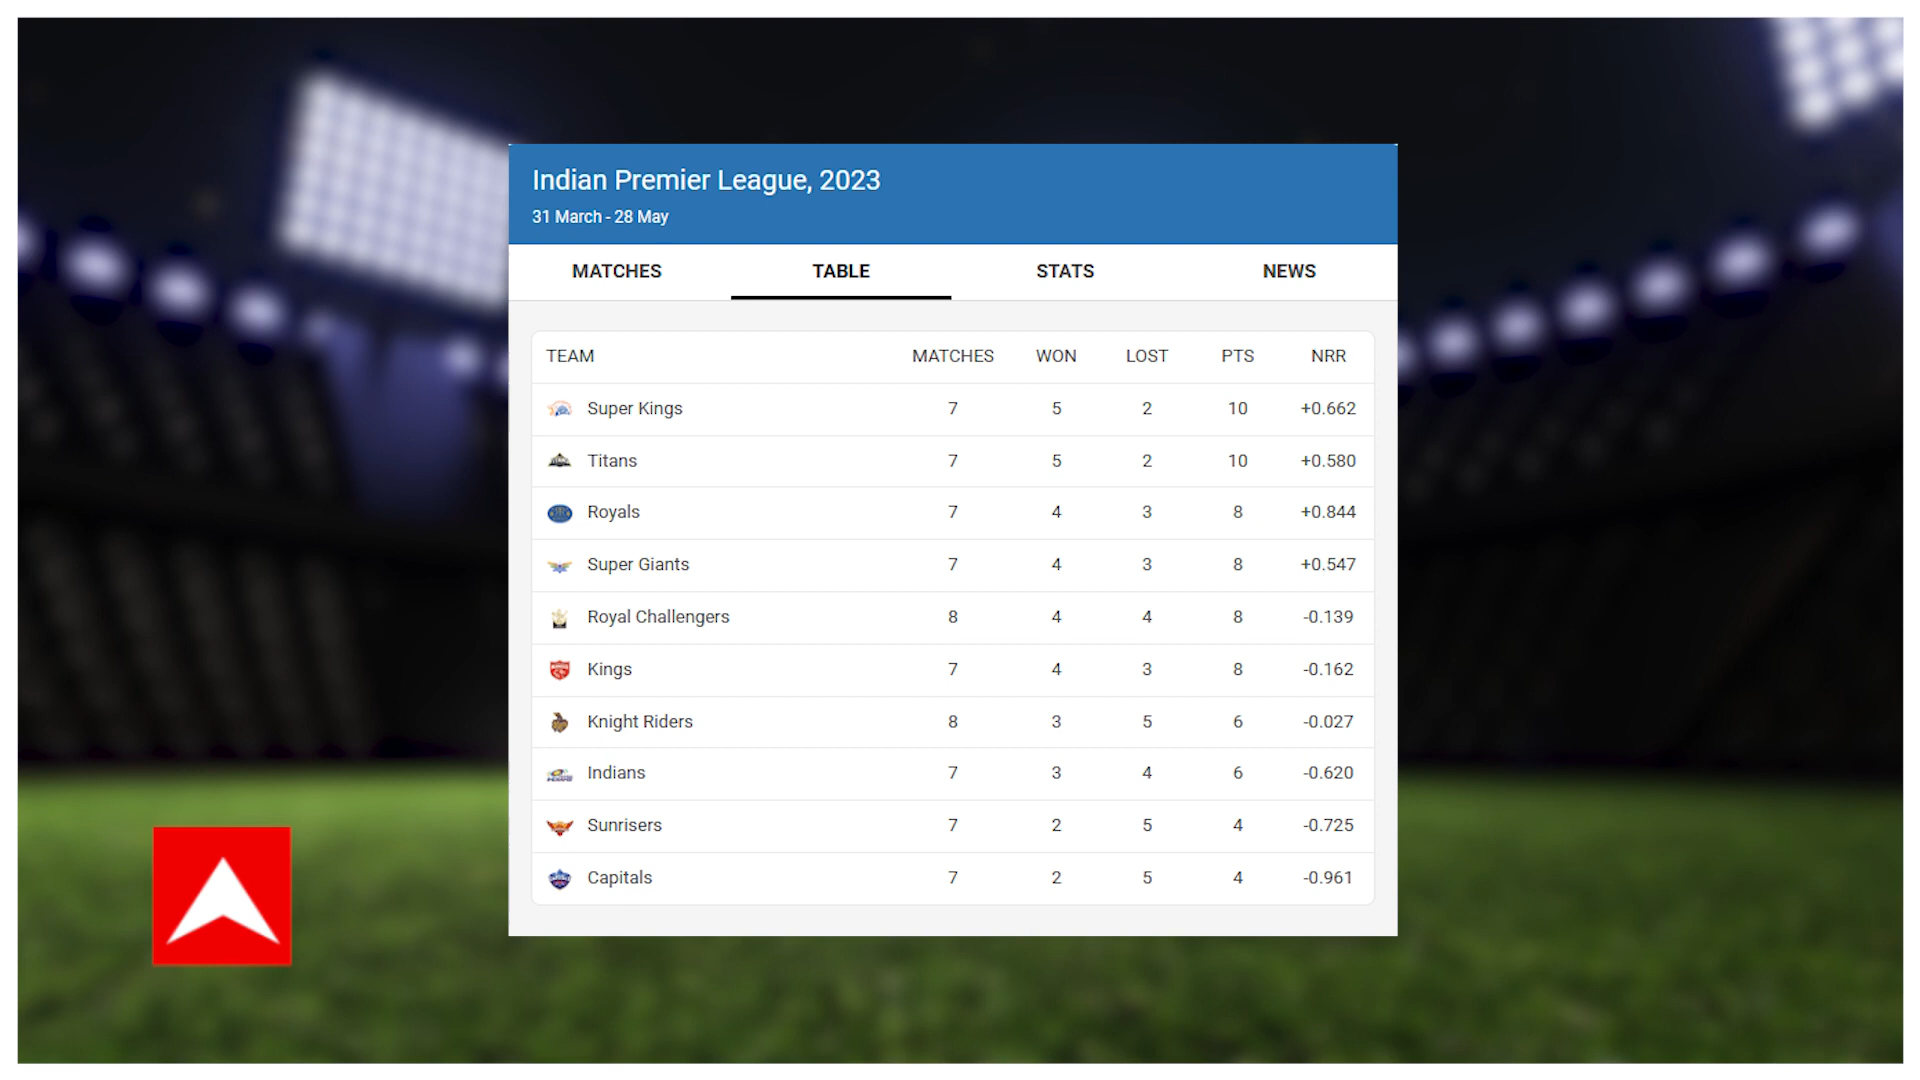 Indian Premier League, 2023
31 March - 28 May
MATCHES TABLE STATS NEWS
TEAM MATCHES WON LOST PTS NRR
Super Kings 7 5 2 10 +0.662
Titans 7 5 2 10 +0.580
Royals 7 4 3 8 +0.844
Super Giants 7 4 3 8 +0.547
Royal Challengers 8 4 4 8 -0.139
Kings 7 4 3 8 -0.162
Knight Riders 8 3 5 6 -0.027
Indians 7 3 4 6 -0.620
Sunrisers 7 2 5 4 -0.725
Capitals 7 2 5 4 -0.961